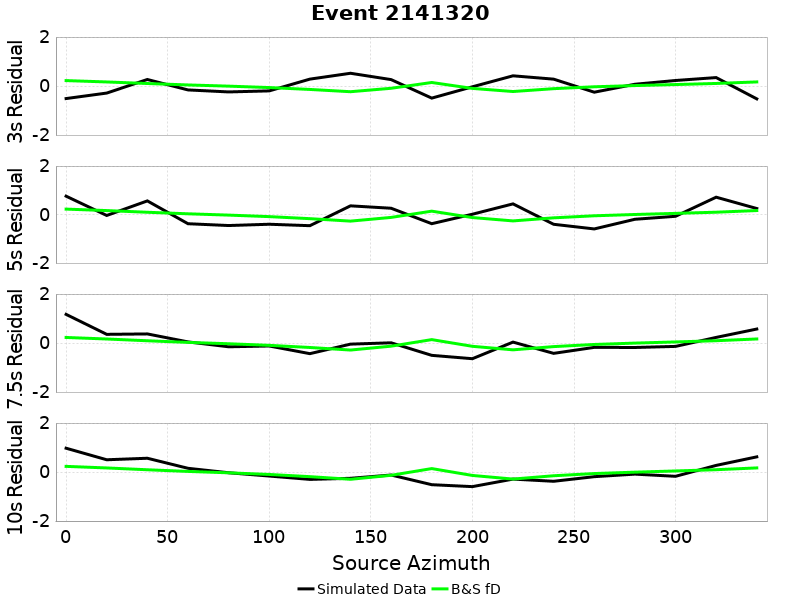 Event 2141320
3s Residual
2
0
-2
5s Residual
2
0
-2
7.5s Residual
2
0
-2
10s Residual
2
0
-2
0 50 100 150 200 250 300
Source Azimuth
Simulated Data B&S fD